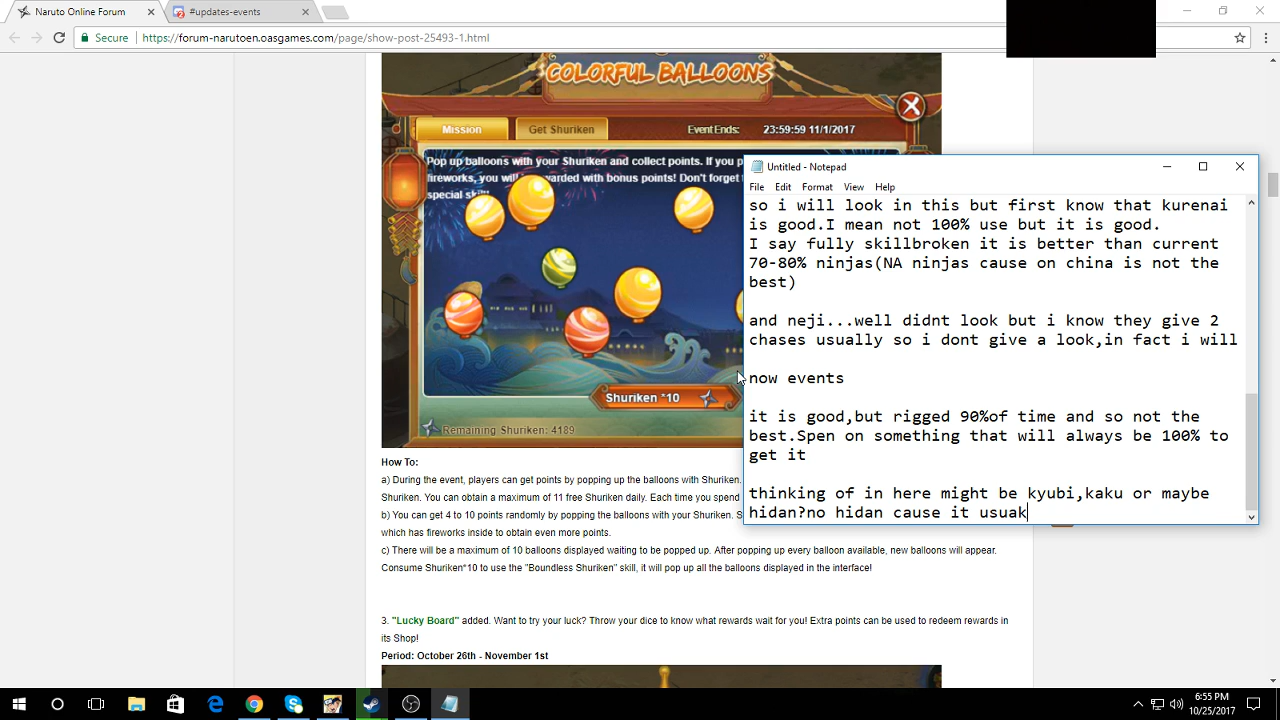 Naruto Online Forum
#updates-events
Secure
https://forum-narutoen.oasgames.com/page/show-post-25493-1.html
COLORFUL BALLOONS
Mission
Get Shuriken
Event Ends: 23:59:59 11/1/2017
Pop up balloons with your Shuriken and collect points. If you p
fireworks, you will be rewarded with bonus points! Don't forget
special
Shuriken *10
Remaining Shuriken: 4189
Untitled - Notepad
File Edit Format View Help
so i will look in this but first know that kurenai
is good.I mean not 100% use but it is good.
I say fully skillbroken it is better than current
70-80% ninjas(NA ninjas cause on china is not the
best)
and neji...well didnt look but i know they give 2
chases usually so i dont give a look,in fact i will
now events
it is good,but rigged 90%of time and so not the
best.Spen on something that will always be 100% to
get it
thinking of in here might be kyubi,kaku or maybe
hidan?no hidan cause it usuak
How To:
a) During the event, players can get points by popping up the balloons with Shuriken.
Shuriken. You can obtain a maximum of 11 free Shuriken daily. Each time you spend
b) You can get 4 to 10 points randomly by popping the balloons with your Shuriken. S
which has fireworks inside to obtain even more points.
c) There will be a maximum of 10 balloons displayed waiting to be popped up. After popping up every balloon available, new balloons will appear.
Consume Shuriken*10 to use the "Boundless Shuriken" skill, it will pop up all the balloons displayed in the interface!
3. "Lucky Board" added. Want to try your luck? Throw your dice to know what rewards wait for you! Extra points can be used to redeem rewards in
its Shop!
Period: October 26th - November 1st
6:55 PM
10/25/2017